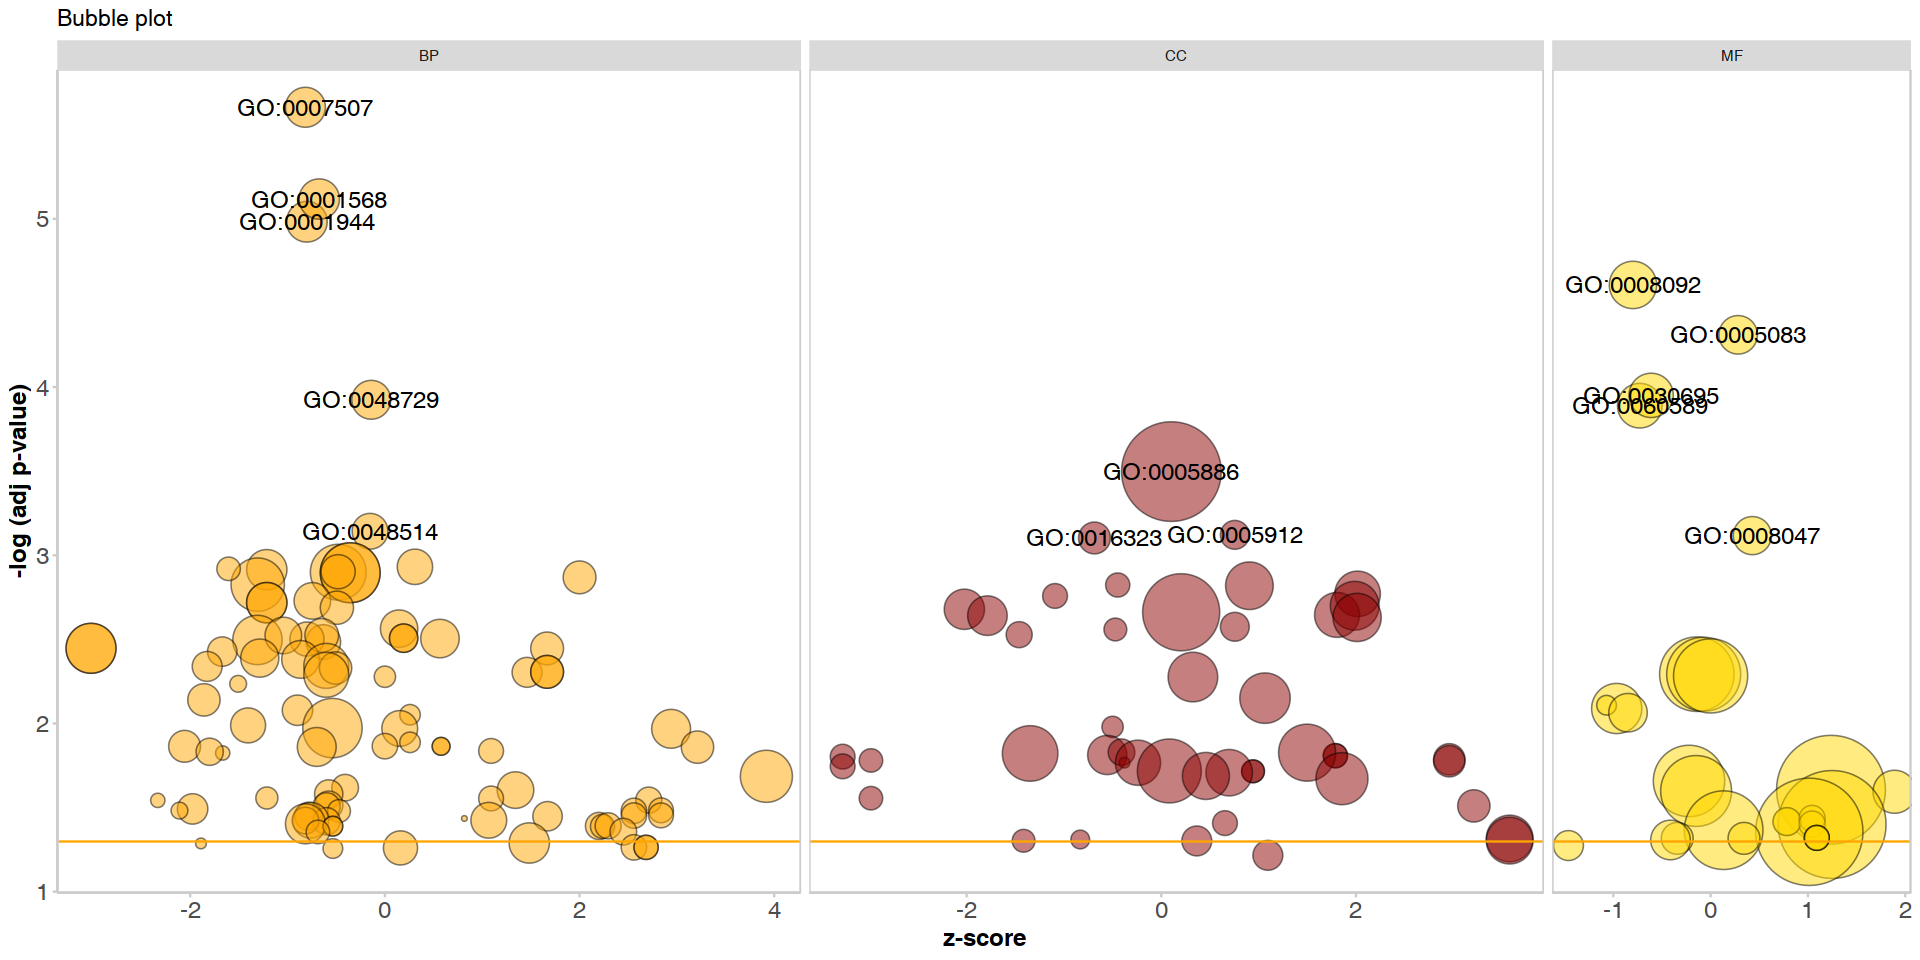 Bubble plot
BP
CC
MF
-log (adj p-value)
5
4
3
2
1
GO:0007507
GO:0001568
GO:0001944
GO:0048729
GO:0048514
GO:0005886
GO:0016323
GO:0005912
GO:0008092
GO:0005083
GO:0030695
GO:0060589
GO:0008047
-2
0
2
4
-2
0
2
-1
0
1
2
z-score